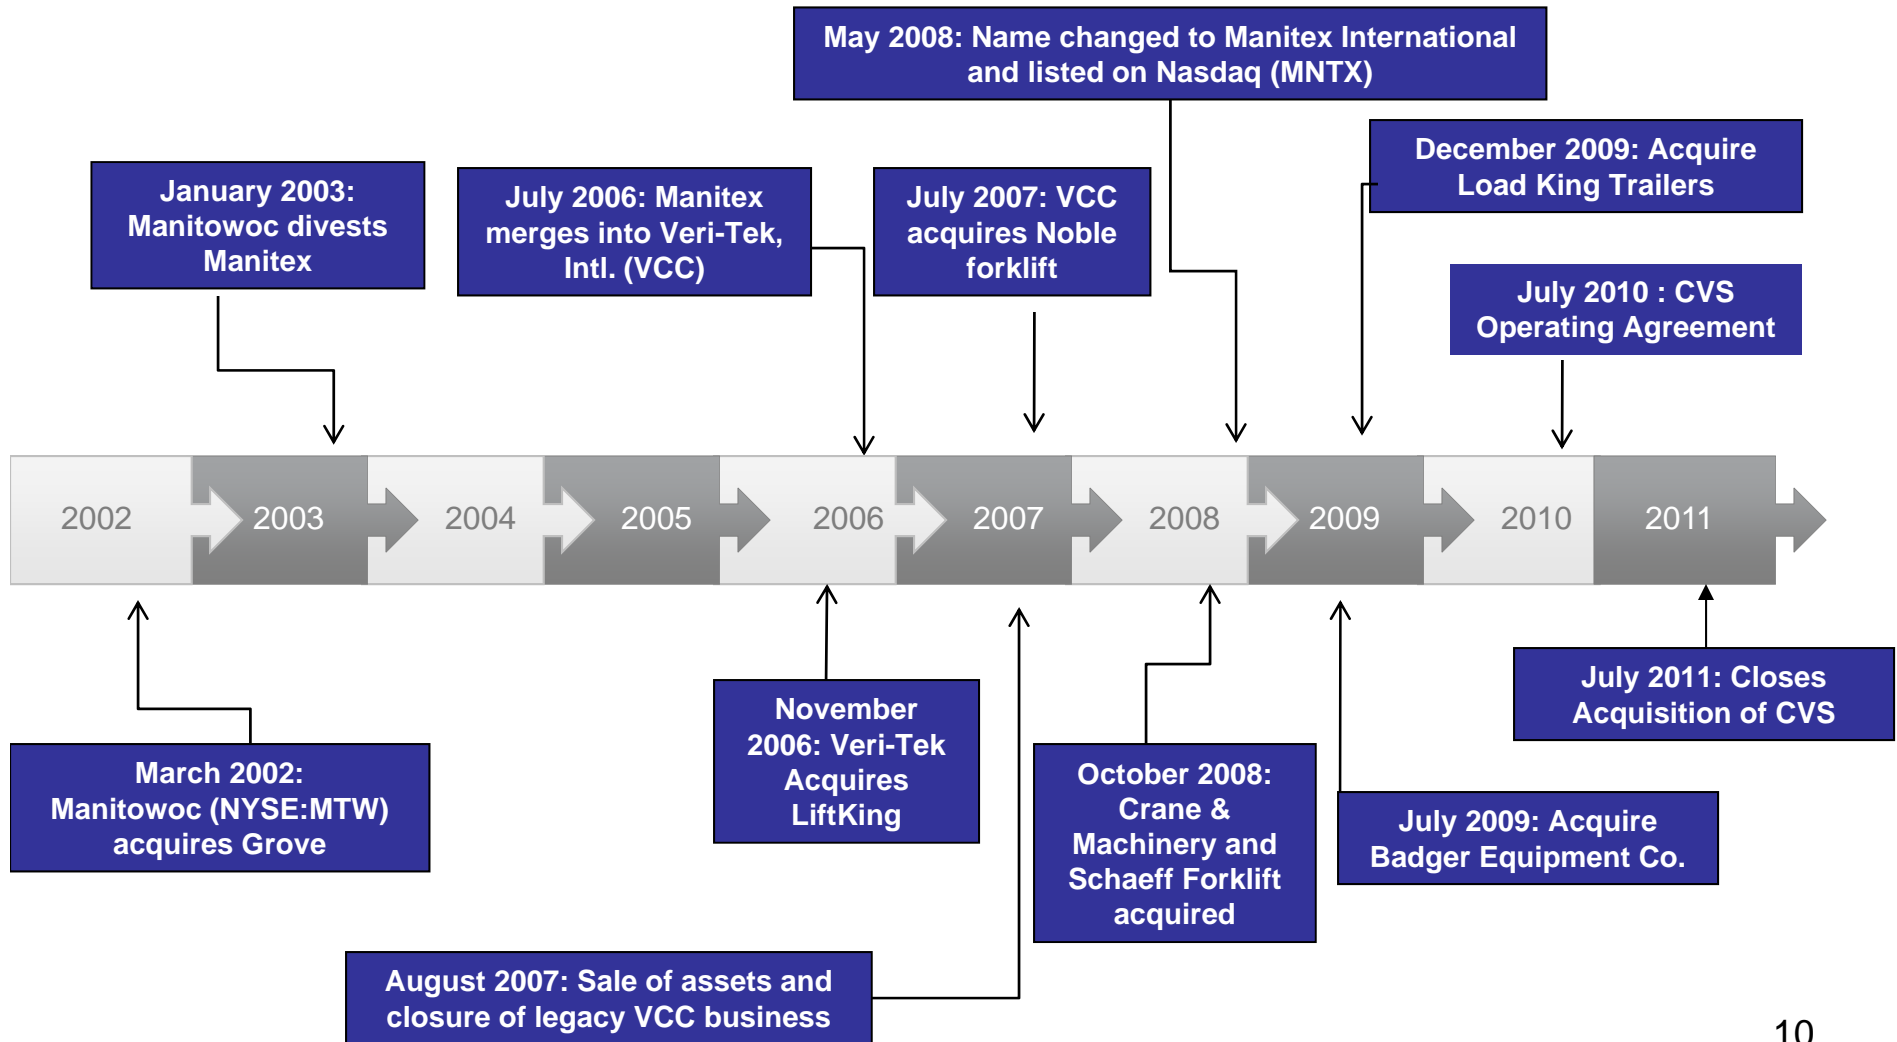 May 2008: Name changed to Manitex International
and listed on Nasdaq (MNTX)
January 2003:
Manitowoc divests
Manitex
July 2006: Manitex
merges into Veri-Tek,
Intl. (VCC)
July 2007: VCC
acquires Noble
forklift
December 2009: Acquire
Load King Trailers
July 2010 : CVS
Operating Agreement
2002
2003
2004
2005
2006
2007
2008
2009
2010
2011
March 2002:
Manitowoc (NYSE:MTW)
acquires Grove
November
2006: Veri-Tek
Acquires
LiftKing
October 2008:
Crane &
Machinery and
Schaeff Forklift
acquired
July 2009: Acquire
Badger Equipment Co.
July 2011: Closes
Acquisition of CVS
August 2007: Sale of assets and
closure of legacy VCC business
10